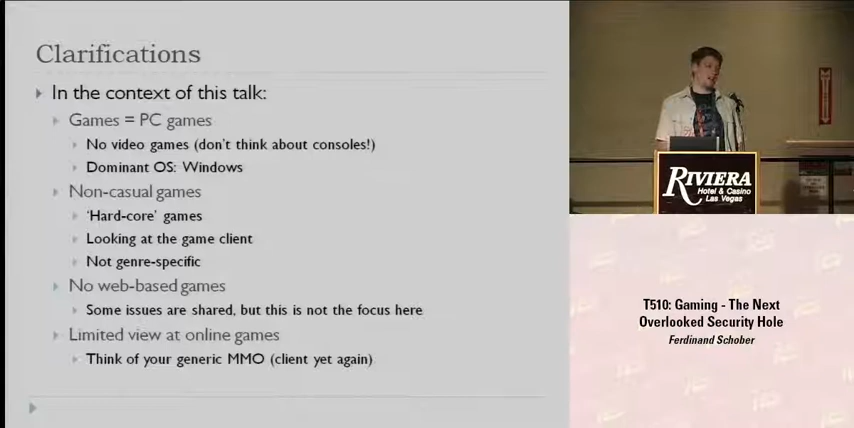 Clarifications
In the context of this talk:
Games = PC games
No video games (don't think about consoles!)
Dominant OS: Windows
Non-casual games
'Hard-core' games
Looking at the game client
Not genre-specific
No web-based games
Some issues are shared, but this is not the focus here
Limited view at online games
Think of your generic MMO (client yet again)
RIVIERA
Hotel & Casino
Las Vegas
T510: Gaming - The Next
Overlooked Security Hole
Ferdinand Schober